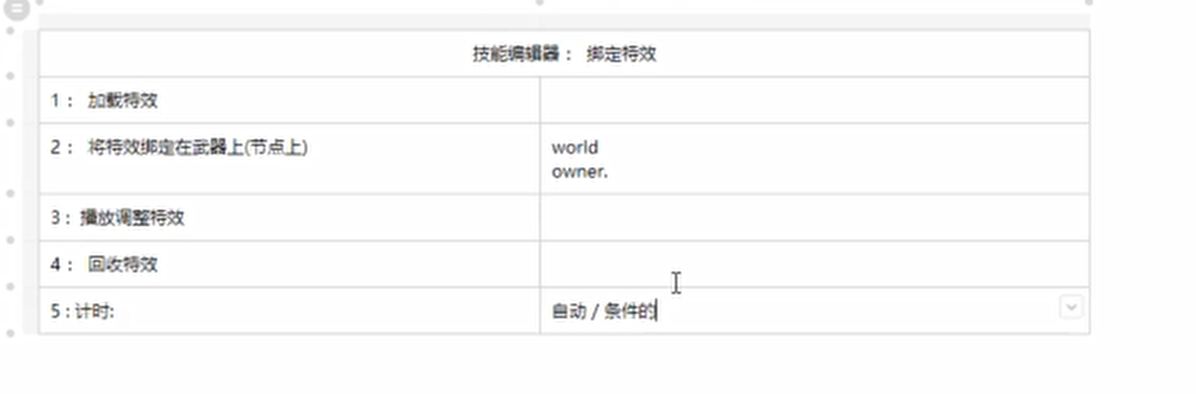 技能编辑器： 绑定特效
1： 加载特效
2： 将特效绑定在武器上(节点上)
world
owner.
3：播放调整特效
4： 回收特效
5 : 计时:
自动 / 条件的